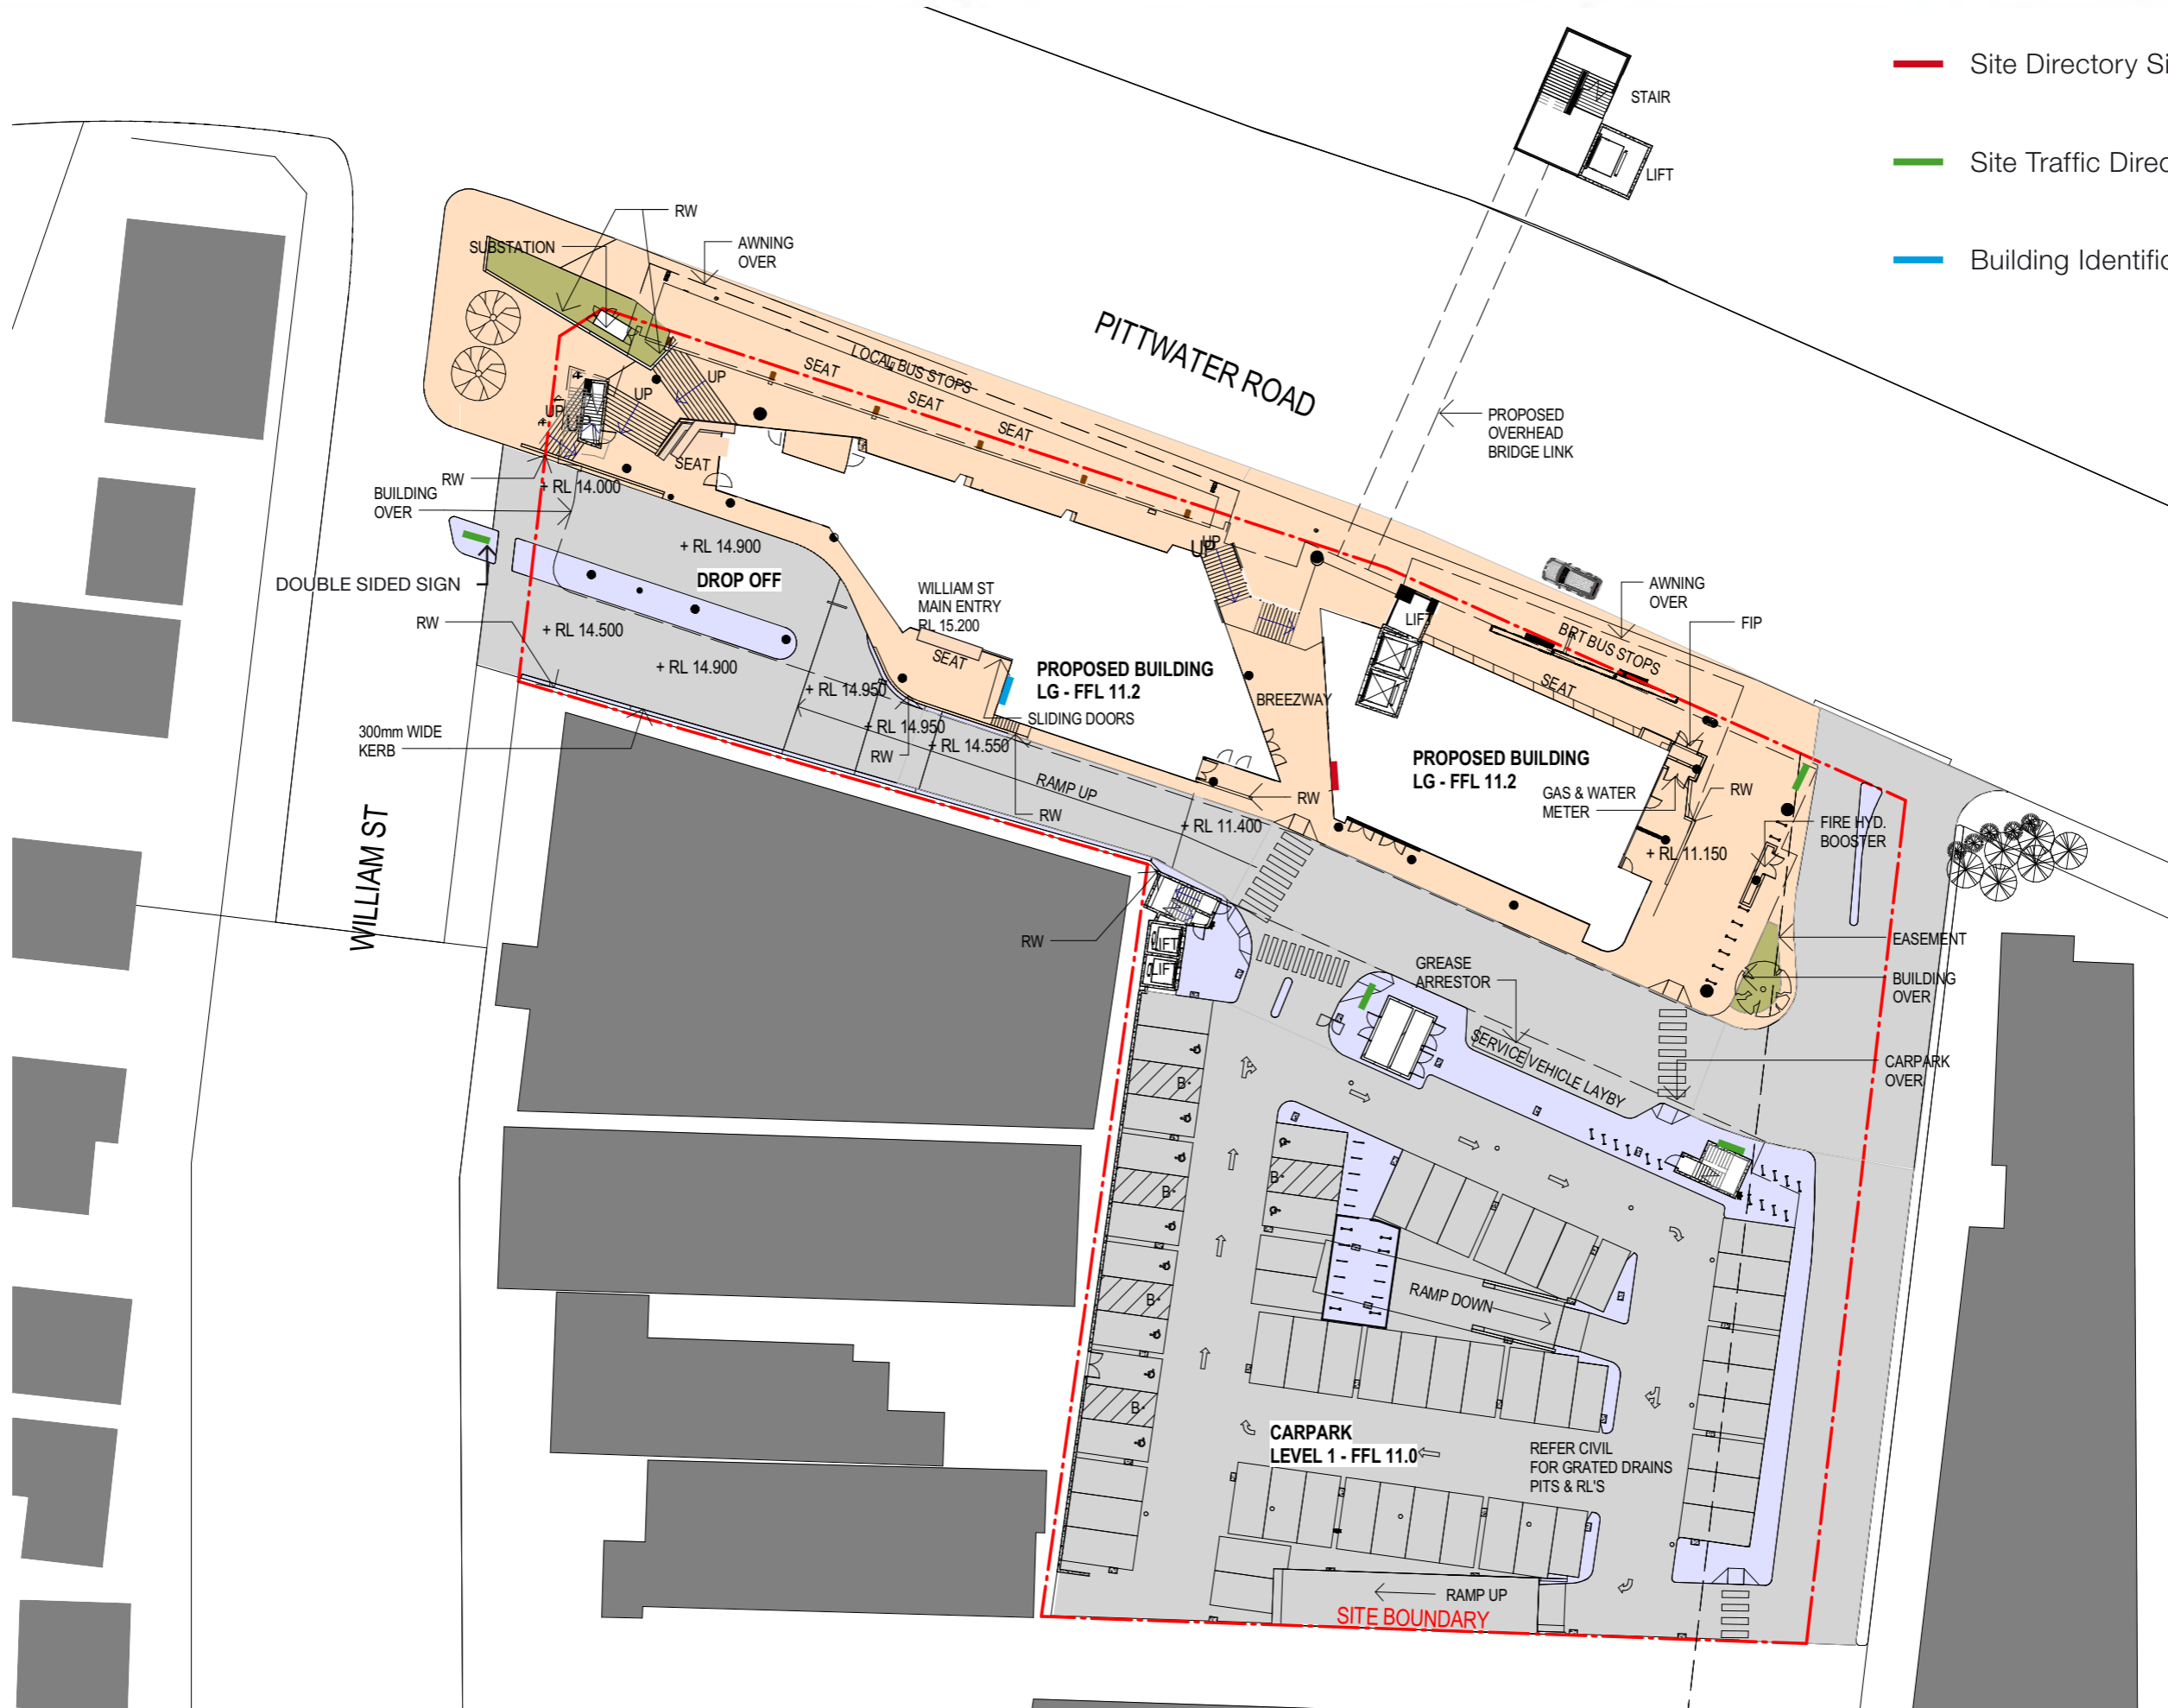 Site Directory Si
Site Traffic Direc
Building Identific
STAIR
LIFT
RW
SUBSTATION
AWNING
OVER
PITTWATER ROAD
LOCAL BUS STOPS
SEAT
SEAT
SEAT
UP
UP
UP
SEAT
PROPOSED
OVERHEAD
BRIDGE LINK
RW
BUILDING
OVER
+ RL 14.000
+ RL 14.900
DROP OFF
DOUBLE SIDED SIGN
RW
+ RL 14.500
+ RL 14.900
WILLIAM ST
MAIN ENTRY
RL 15.200
SEAT
UP
UP
AWNING
OVER
FIP
LIFT
BRT BUS STOPS
SEAT
PROPOSED BUILDING
LG - FFL 11.2
BREEZWAY
+ RL 14.950
SLIDING DOORS
+ RL 14.950
+ RL 14.550
RW
300mm WIDE
KERB
RAMP UP
RW
RW
+ RL 11.400
PROPOSED BUILDING
LG - FFL 11.2
GAS & WATER
METER
RW
FIRE HYD.
BOOSTER
+ RL 11.150
WILLIAM ST
RW
LIFT
LIFT
GREASE
ARRESTOR
SERVICE VEHICLE LAYBY
EASEMENT
BUILDING
OVER
CARPARK
OVER
B
B
B
B
B
RAMP DOWN
CARPARK
LEVEL 1 - FFL 11.0
REFER CIVIL
FOR GRATED DRAINS
PITS & RL'S
RAMP UP
SITE BOUNDARY